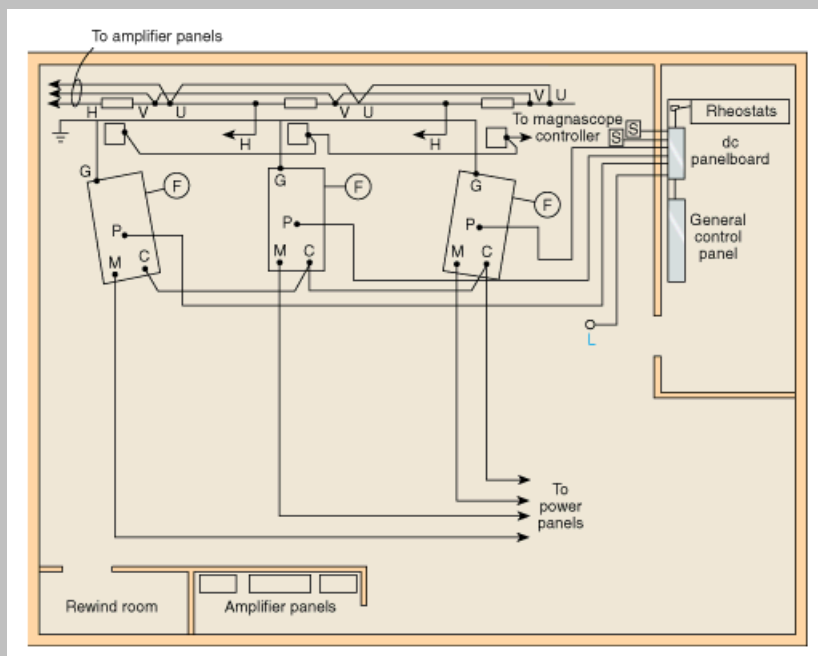 To amplifier panels
V U
H V U V U
Rheostats
To magnascope
controller
S
S
dc
panelboard
H H
G
F
G
F
G
F
P
P
P
General
control
panel
M C
M C
M C
L
To
power
panels
Rewind room
Amplifier panels